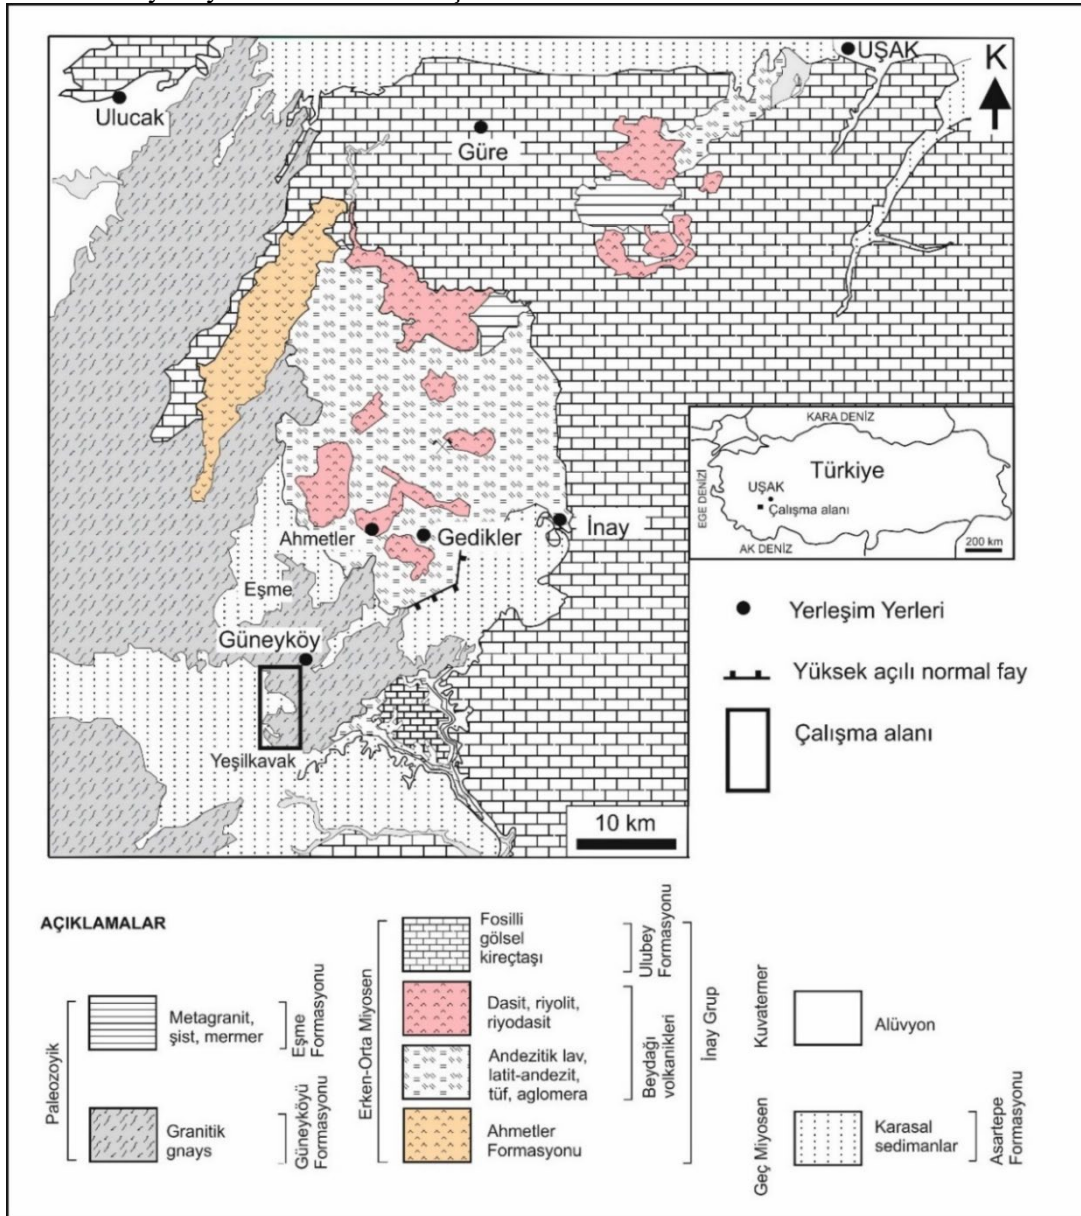 UŞAK
K
Ulucak
Güre
KARA DENİZ
Türkiye
EGE DENİZİ
UŞAK
Çalışma alanı
AK DENİZ
200 km
İnay
Ahmetler
Gedikler
Eşme
Güneyköy
Yeşilkavak
10 km
Yerleşim Yerleri
Yüksek açılı normal fay
Çalışma alanı
AÇIKLAMALAR
Paleozoyik
Metagranit,
şist, mermer
Eşme
Formasyonu
Granitik
gnays
Güneyköyü
Formasyonu
Erken-Orta Miyosen
Fosilli
gölsel
kireçtaşı
Ulubey
Formasyonu
Dasit, riyolit,
riyodasit
Andezitik lav,
latit-andezit,
tüf, aglomera
Beydağı
volkanikleri
Ahmetler
Formasyonu
İnay Grup
Kuvaterner
Alüvyon
Geç Miyosen
Karasal
sedimanlar
Asartepe
Formasyonu